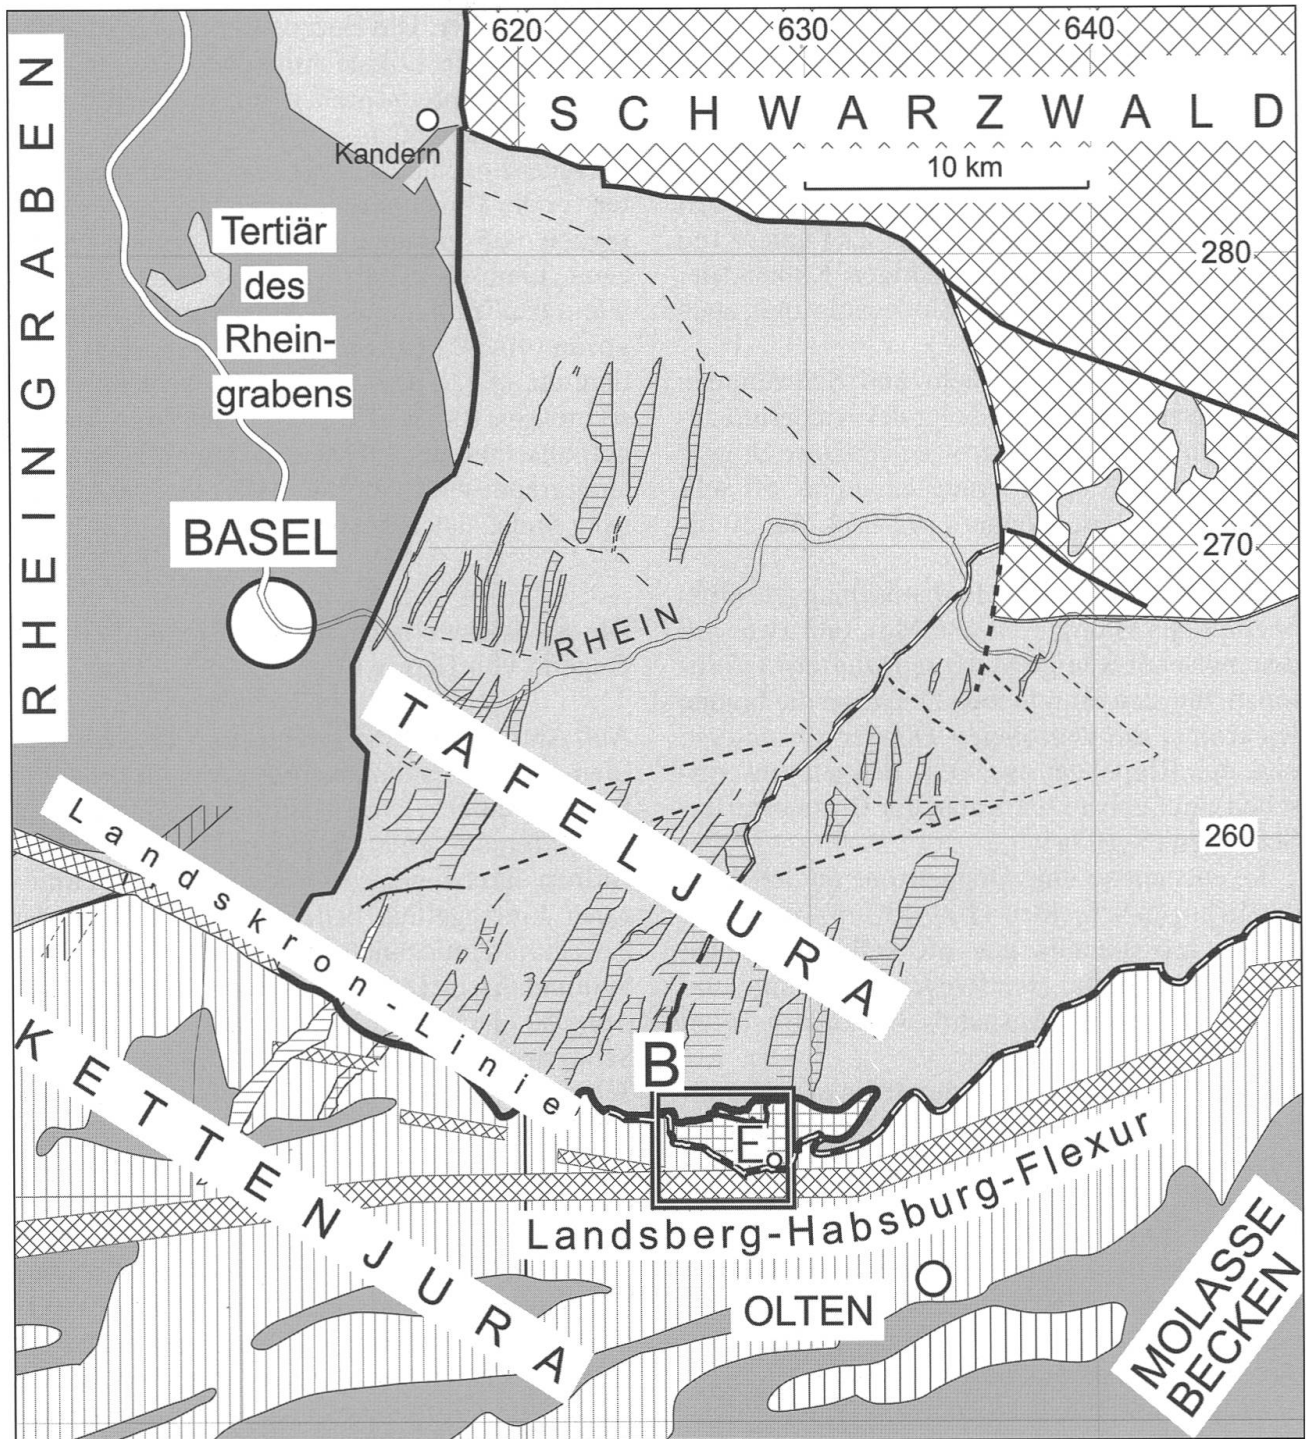 620
630
640
SCHWARZWALD
10 km
Kandern
RHEINGRABEN
Tertiär
des
Rhein-
grabens
280
BASEL
270
RHEIN
TAFELJURA
260
Landskron-Linie
KETTENJURA
B
E
Landsberg-Habsburg-Flexur
OLTEN
MOLASSE
BECKEN